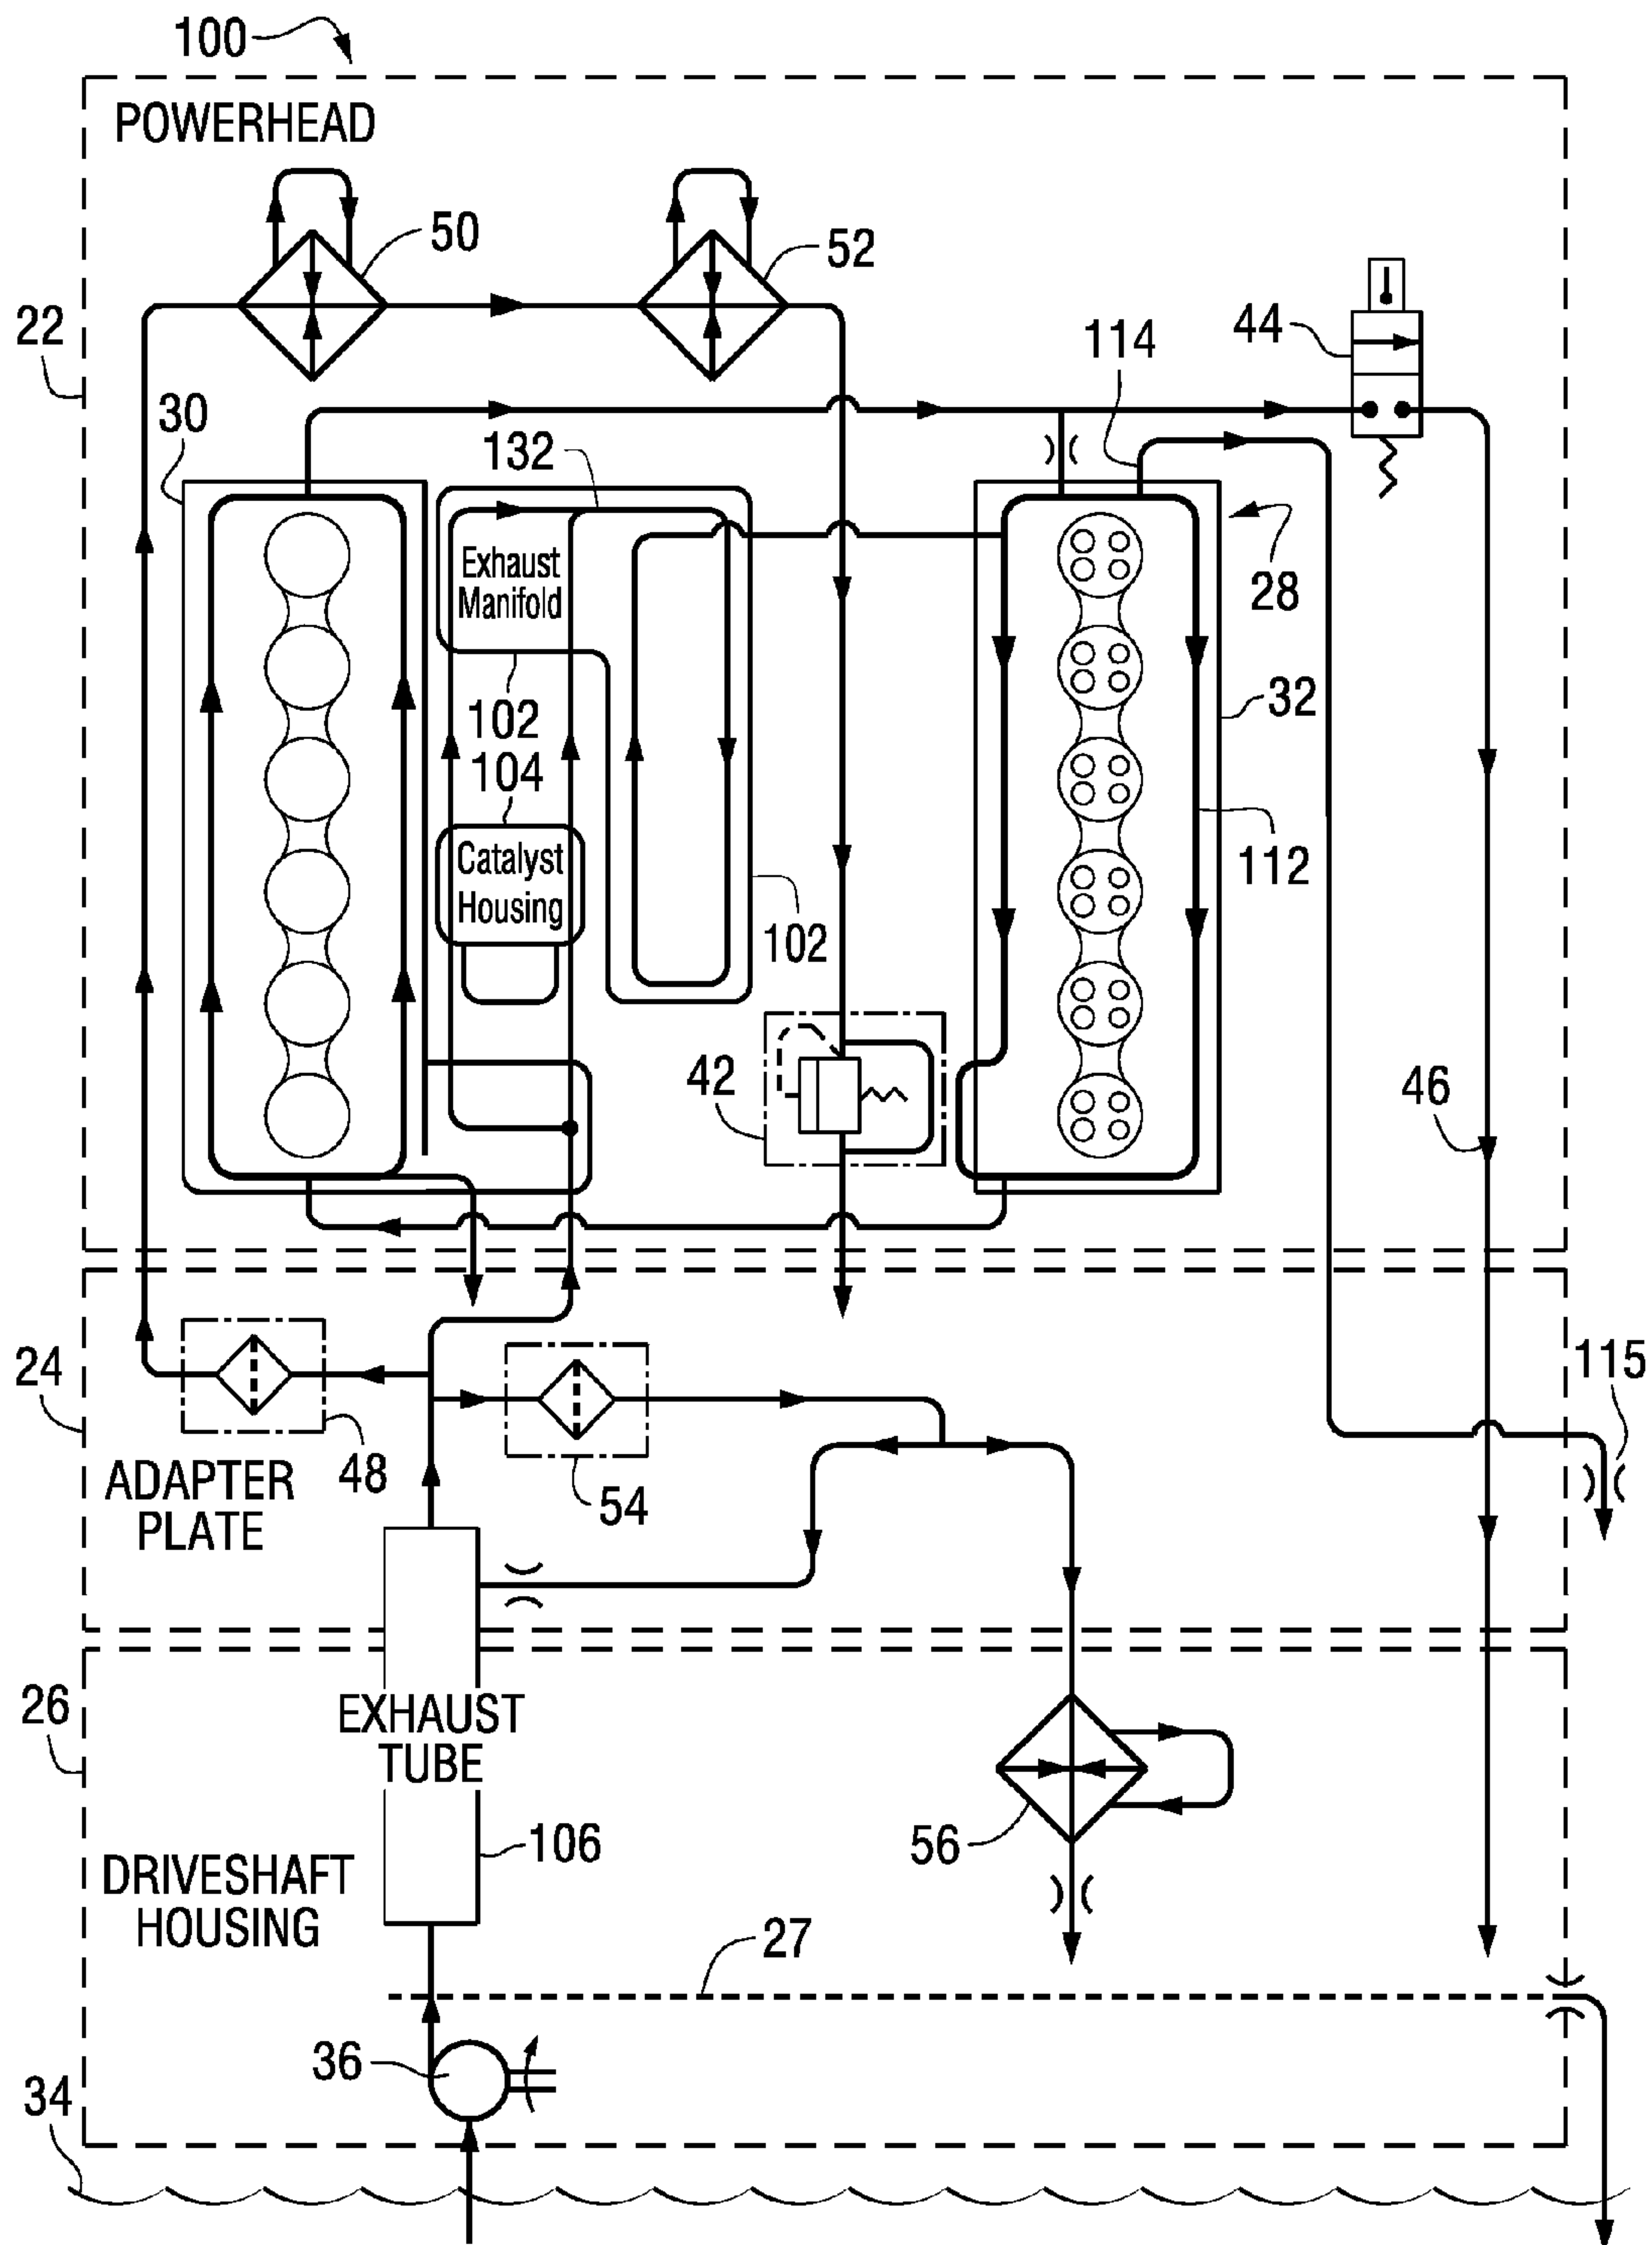 100
POWERHEAD
50
52
22
44
114
30
132
Exhaust
Manifold
28
102
32
104
Catalyst
Housing
112
102
42
46
24
115
48
ADAPTER
PLATE
54
26
EXHAUST
TUBE
56
106
DRIVESHAFT
HOUSING
27
36
34